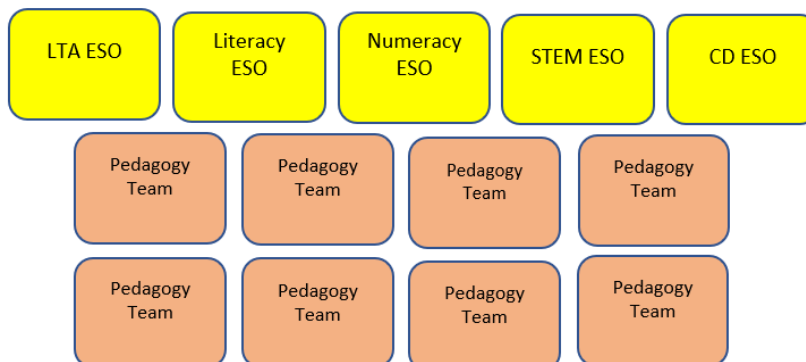 LTA ESO
Literacy
ESO
Numeracy
ESO
STEM ESO
CD ESO
Pedagogy
Team
Pedagogy
Team
Pedagogy
Team
Pedagogy
Team
Pedagogy
Team
Pedagogy
Team
Pedagogy
Team
Pedagogy
Team